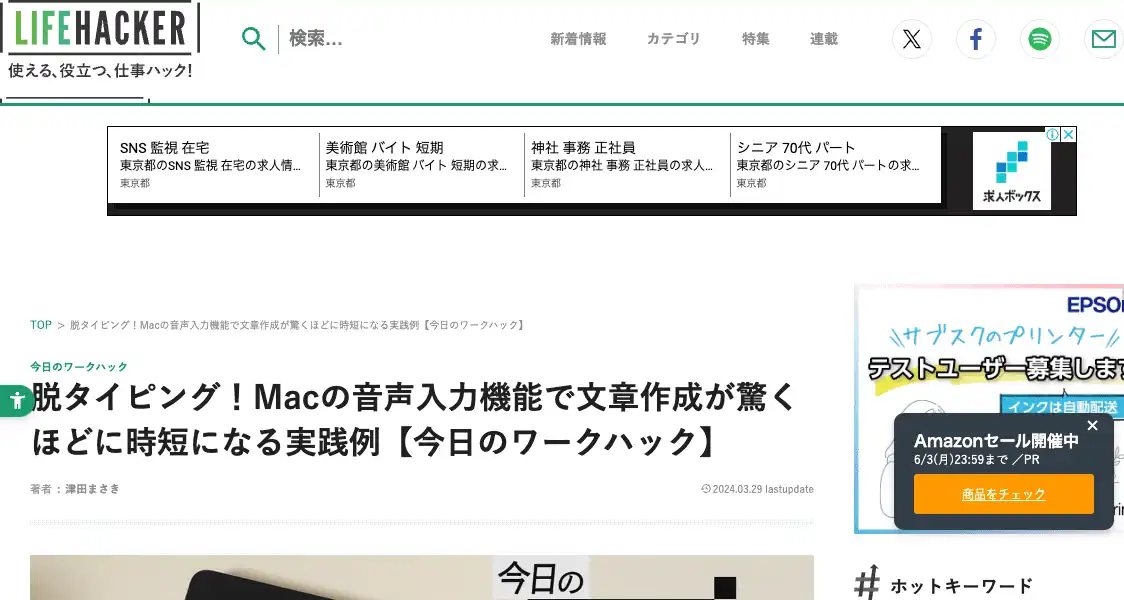 LIFEHACKER
使える、役立つ、仕事ハック!
検索...
新着情報 カテゴリ 特集 連載
SNS 監視 在宅
東京都のSNS 監視 在宅の求人情...
東京都
美術館 バイト 短期
東京都の美術館 バイト 短期の求...
東京都
神社 事務 正社員
東京都の神社 事務 正社員の求人...
東京都
シニア 70代 パート
東京都のシニア 70代 パートの求...
東京都
求人ボックス
TOP > 脱タイピング！Macの音声入力機能で文章作成が驚くほどに時短になる実践例【今日のワークハック】
今日のワークハック
脱タイピング！Macの音声入力機能で文章作成が驚く
ほどに時短になる実践例【今日のワークハック】
著者 : 津田まさき
2024.03.29 lastupdate
今日の
EPSO
サブスクのプリンター
テストユーザー募集しま
インクは自動配送
Amazonセール開催中
6/3(月)23:59まで ／PR
商品をチェック
# ホットキーワード